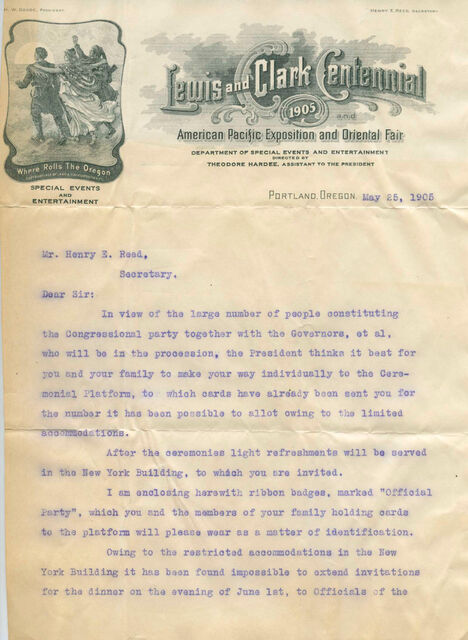 H. W. GOODE, PRESIDENT.
HENRY E. REED, SECRETARY.
Lewis and Clark Centennial
1905
and
American Pacific Exposition and Oriental Fair
DEPARTMENT OF SPECIAL EVENTS AND ENTERTAINMENT
DIRECTED BY
THEODORE HARDEE, ASSISTANT TO THE PRESIDENT
Where Rolls The Oregon
SPECIAL EVENTS
AND
ENTERTAINMENT
PORTLAND, OREGON, May 25, 1905
Mr. Henry E. Reed,
Secretary.
Dear Sir:
In view of the large number of people constituting
the Congressional party together with the Governors, et al,
who will be in the procession, the President thinks it best for
you and your family to make your way individually to the Cere-
monial Platform, to which cards have already been sent you for
the number it has been possible to allot owing to the limited
accommodations.
After the ceremonies light refreshments will be served
in the New York Building, to which you are invited.
I am enclosing herewith ribbon badges, marked "Official
Party", which you and the members of your family holding cards
to the platform will please wear as a matter of identification.
Owing to the restricted accommodations in the New
York Building it has been found impossible to extend invitations
for the dinner on the evening of June 1st, to Officials of the